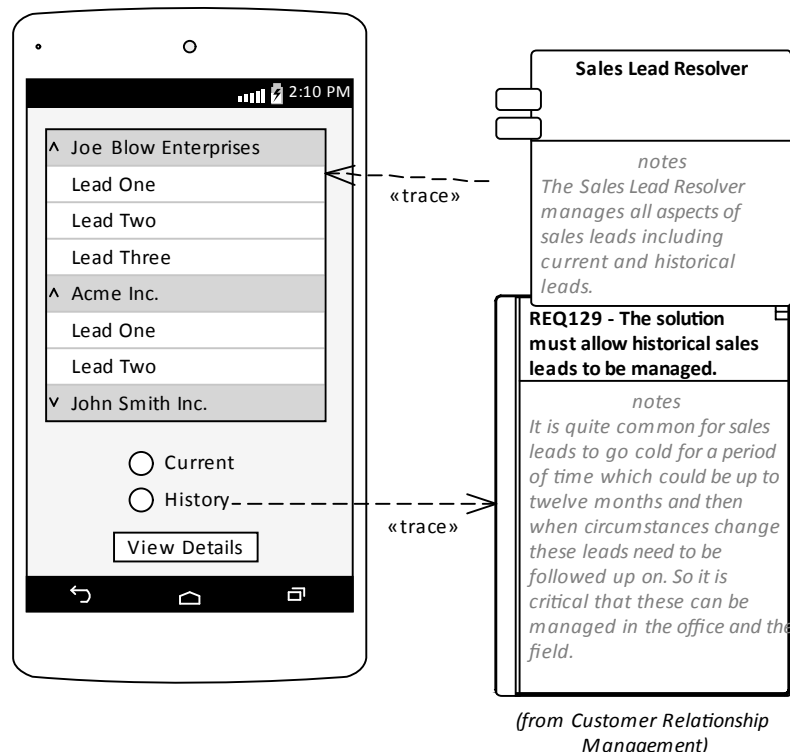 2:10 PM
^ Joe Blow Enterprises
Lead One
Lead Two
Lead Three
^ Acme Inc.
Lead One
Lead Two
v John Smith Inc.
Current
History
View Details
«trace»
«trace»
Sales Lead Resolver
notes
The Sales Lead Resolver
manages all aspects of
sales leads including
current and historical
leads.
REQ129 - The solution
must allow historical sales
leads to be managed.
notes
It is quite common for sales
leads to go cold for a period
of time which could be up to
twelve months and then
when circumstances change
these leads need to be
followed up on. So it is
critical that these can be
managed in the office and the
field.
(from Customer Relationship
Management)